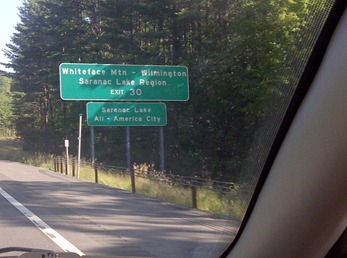 Whiteface Mtn - Wilmington
Saranac Lake Region
EXIT 30
Saranac Lake
All - America City